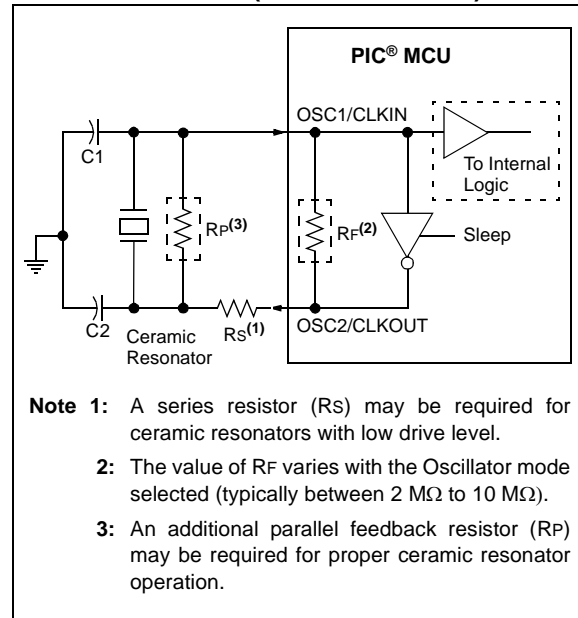 PIC® MCU
OSC1/CLKIN
C1
To Internal
Logic
RP(3)
RF(2)
Sleep
C2
Ceramic
Resonator
RS(1)
OSC2/CLKOUT
Note 1: A series resistor (RS) may be required for
ceramic resonators with low drive level.
2: The value of RF varies with the Oscillator mode
selected (typically between 2 MΩ to 10 MΩ).
3: An additional parallel feedback resistor (RP)
may be required for proper ceramic resonator
operation.